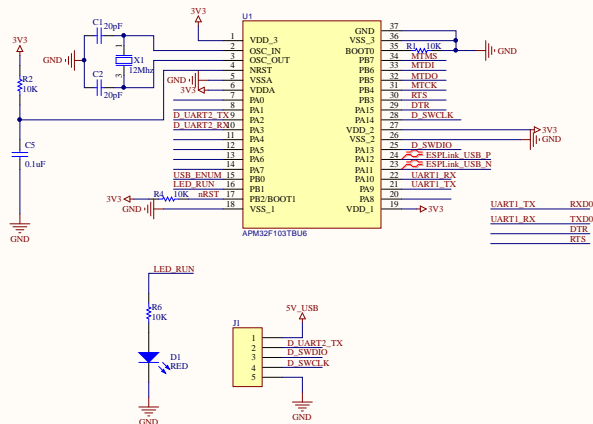 U1
3V3
C1
20pF
GND
1
X1
3
12Mhz
C2
20pF
3V3
R2
10K
C5
0.1uF
GND
1 VDD_3
2 OSC_IN
3 OSC_OUT
4 NRST
GND 5 VSSA
3V3 6 VDDA
7 PA0
8 PA1
D_UART2_TX 9 PA2
D_UART2_RX 10 PA3
11 PA4
12 PA5
13 PA6
14 PA7
USB_ENUM 15 PB0
LED_RUN 16 PB1
3V3 R4 10K nRST 17 PB2/BOOT1
GND 18 VSS_1
GND 37
VSS_3 36
BOOT0 35 R1 10K GND
PB7 34 MTMS
PB6 33 MTDI
PB5 32 MTDO
PB4 31 MTCK
PB3 30 RTS
PA15 29 DTR
PA14 28 D_SWCLK
VDD_2 27 3V3
VSS_2 26 GND
PA13 25 D_SWDIO
PA12 24 ESPLink_USB_P
PA11 23 ESPLink_USB_N
PA10 22 UART1_RX
PA9 21 UART1_TX
PA8 20
VDD_1 19 3V3
APM32F103TBU6
UART1_TX RXD0
UART1_RX TXD0
DTR
RTS
LED_RUN
R6
10K
D1
RED
GND
5V_USB
J1
1
2 D_UART2_TX
3 D_SWDIO
4 D_SWCLK
5
GND